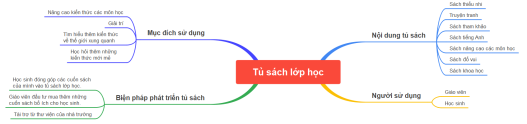 Nâng cao kiến thức các môn học
Giải trí
Tìm hiểu thêm kiến thức
về thế giới xung quanh
Học hỏi thêm những
kiến thức mới mẻ
Mục đích sử dụng
Học sinh đóng góp các cuốn sách
của mình vào tủ sách lớp học.
Giáo viên đầu tư mua thêm những
cuốn sách bổ ích cho học sinh
Tài trợ từ thư viện của nhà trường
Biện pháp phát triển tủ sách
Tủ sách lớp học
Nội dung tủ sách
Sách thiếu nhi
Truyện tranh
Sách tham khảo
Sách tiếng Anh
Sách nâng cao các môn học
Sách đố vui
Sách khoa học
Người sử dụng
Giáo viên
Học sinh